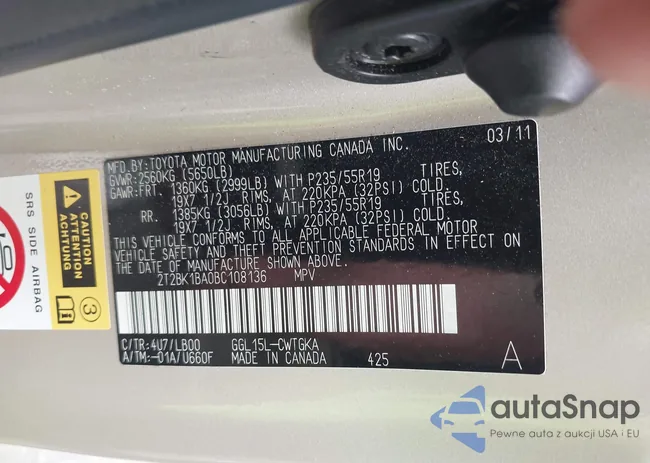 MFD.BY:TOYOTA MOTOR MANUFACTURING CANADA INC. 03/11
GVWR:2560KG (5650LB)
GAWR:FRT. 1360KG (2999LB) WITH P235/55R19 TIRES,
19X7 1/2J RIMS, AT 220KPA (32PSI) COLD.
RR. 1385KG (3056LB) WITH P235/55R19 TIRES,
19X7 1/2J RIMS, AT 220KPA (32PSI) COLD.
THIS VEHICLE CONFORMS TO ALL APPLICABLE FEDERAL MOTOR
VEHICLE SAFETY AND THEFT PREVENTION STANDARDS IN EFFECT
ON THE DATE OF MANUFACTURE SHOWN ABOVE.
2T2BK1BA0BC108136 MPV
C/TR:4U7/LB00 GGL15L-CWTGKA
A/TM:-01A/U660F MADE IN CANADA 425 A
CAUTION
ATTENTION
ACHTUNG
3
SRS SIDE AIRBAG
autoSnap
Pewne auta z aukcji USA i EU